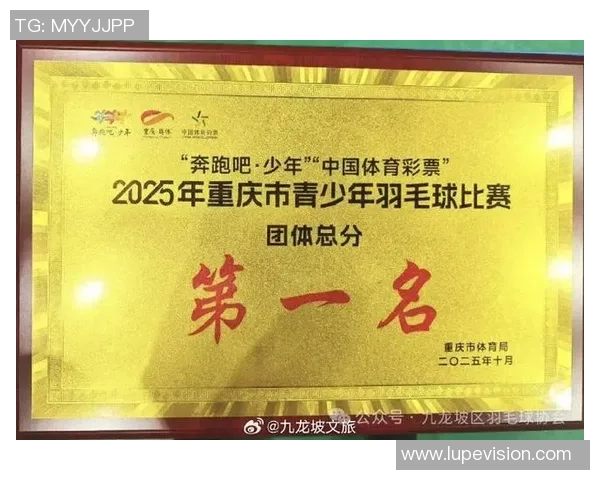 TG: MYYJJPP
奔跑吧·少年 重庆·体育 中国体育彩票
“奔跑吧·少年”“中国体育彩票”
2025年重庆市青少年羽毛球比赛
团体总分
第一名
重庆市体育局
二〇二五年十月
公众号·九龙坡区羽毛球协会
@九龙坡文旅
www.lupevision.com